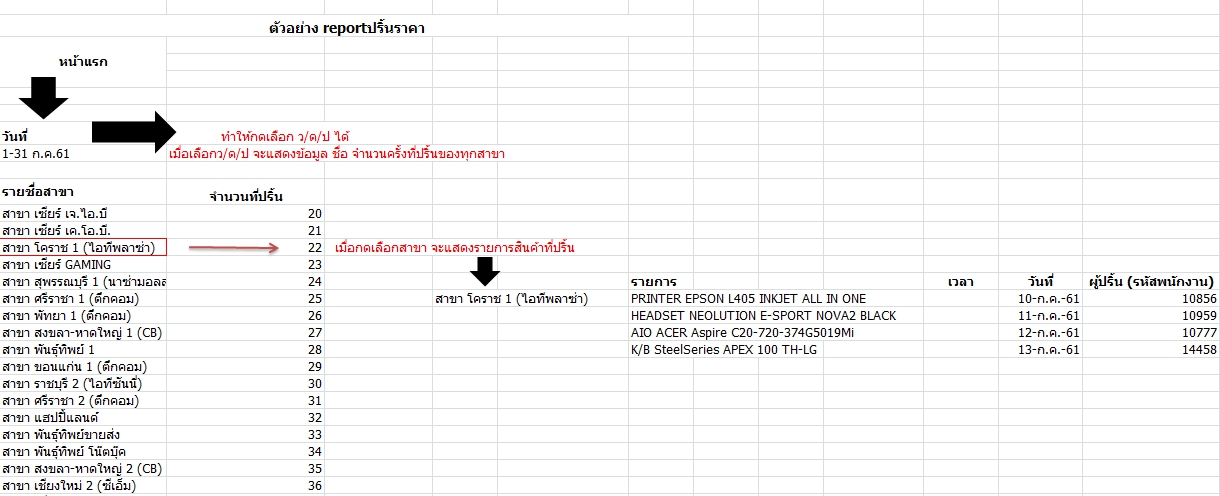 ตัวอย่าง reportปริ้นราคา
หน้าแรก
วันที่
ทำให้กดเลือก ว/ด/ป ได้
1-31 ก.ค.61
เมื่อเลือกว/ด/ป จะแสดงข้อมูล ชื่อ จำนวนครั้งที่ปริ้นของทุกสาขา
รายชื่อสาขา จำนวนที่ปริ้น
สาขา เซียร์ เจ.ไอ.บี 20
สาขา เซียร์ เค.โอ.บี. 21
สาขา โคราช 1 (ไอทีพลาซ่า) 22 เมื่อกดเลือกสาขา จะแสดงรายการสินค้าที่ปริ้น
สาขา เซียร์ GAMING 23
สาขา สุพรรณบุรี 1 (นาซ่ามอลล 24 รายการ เวลา วันที่ ผู้ปริ้น (รหัสพนักงาน)
สาขา ศรีราชา 1 (ตึกคอม) 25 สาขา โคราช 1 (ไอทีพลาซ่า) PRINTER EPSON L405 INKJET ALL IN ONE 10-ก.ค.-61 10856
สาขา พัทยา 1 (ตึกคอม) 26 HEADSET NEOLUTION E-SPORT NOVA2 BLACK 11-ก.ค.-61 10959
สาขา สงขลา-หาดใหญ่ 1 (CB) 27 AIO ACER Aspire C20-720-374G5019Mi 12-ก.ค.-61 10777
สาขา พันธุ์ทิพย์ 1 28 K/B SteelSeries APEX 100 TH-LG 13-ก.ค.-61 14458
สาขา ขอนแก่น 1 (ตึกคอม) 29
สาขา ราชบุรี 2 (ไอทีซันนี่) 30
สาขา ศรีราชา 2 (ตึกคอม) 31
สาขา แฮปปี้แลนด์ 32
สาขา พันธุ์ทิพย์ขายส่ง 33
สาขา พันธุ์ทิพย์ โน๊ตบุ๊ค 34
สาขา สงขลา-หาดใหญ่ 2 (CB) 35
สาขา เชียงใหม่ 2 (ซีเอ็ม) 36